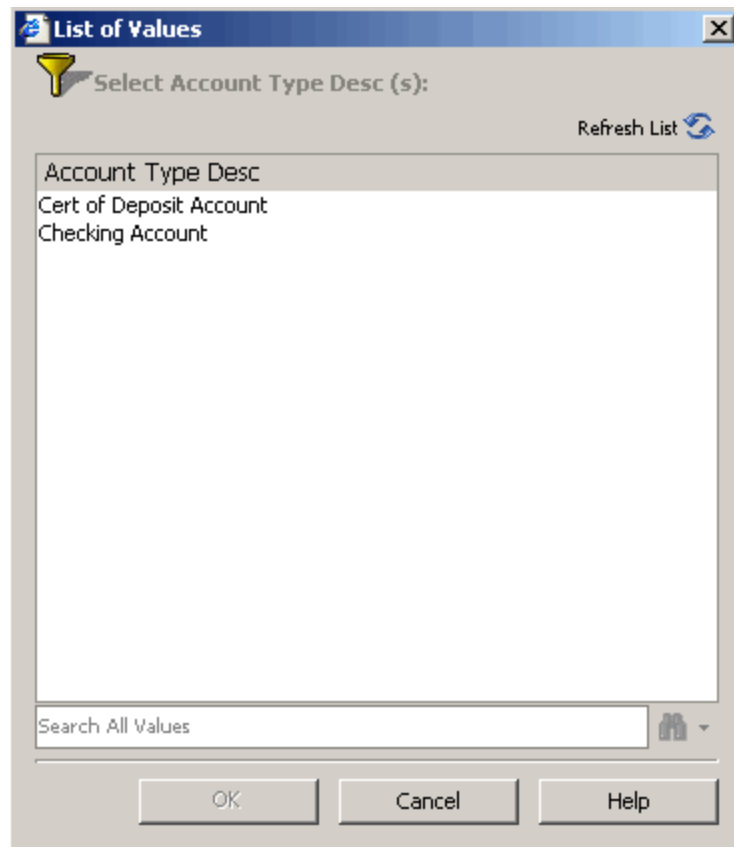 List of Values
Select Account Type Desc (s):
Refresh List
Account Type Desc
Cert of Deposit Account
Checking Account
Search All Values
OK Cancel Help